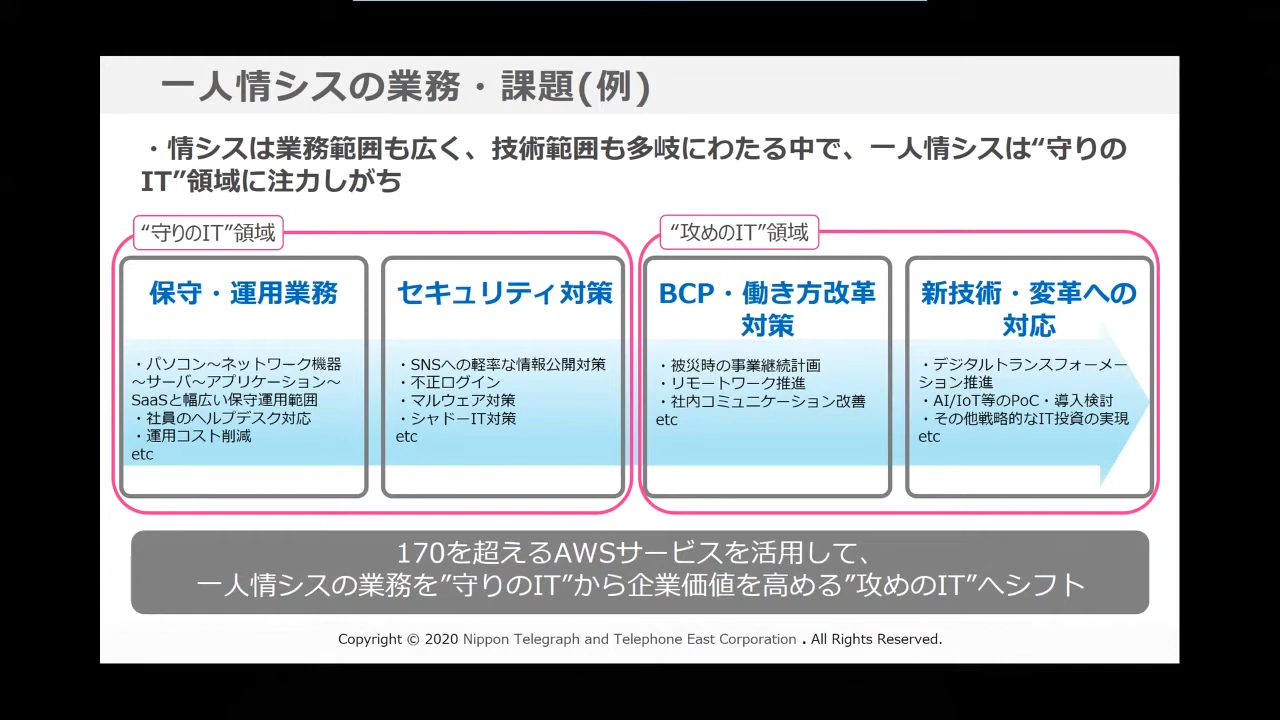 一人情シスの業務・課題(例)
・情シスは業務範囲も広く、技術範囲も多岐にわたる中で、一人情シスは“守りの
IT”領域に注力しがち
“守りのIT”領域
保守・運用業務
・パソコン～ネットワーク機器
～サーバ～アプリケーション～
SaaSと幅広い保守運用範囲
・社員のヘルプデスク対応
・運用コスト削減
etc
セキュリティ対策
・SNSへの軽率な情報公開対策
・不正ログイン
・マルウェア対策
・シャドーIT対策
etc
“攻めのIT”領域
BCP・働き方改革
対策
・被災時の事業継続計画
・リモートワーク推進
・社内コミュニケーション改善
etc
新技術・変革への
対応
・デジタルトランスフォーメー
ション推進
・AI/IoT等のPoC・導入検討
・その他戦略的なIT投資の実現
etc
170を超えるAWSサービスを活用して、
一人情シスの業務を”守りのIT”から企業価値を高める”攻めのIT”へシフト
Copyright © 2020 Nippon Telegraph and Telephone East Corporation . All Rights Reserved.